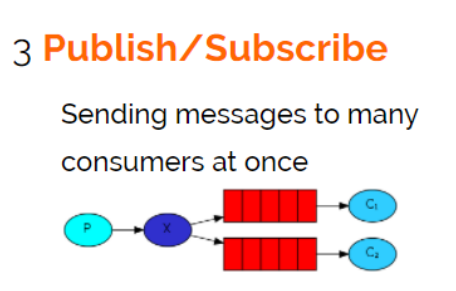 3 Publish/Subscribe
Sending messages to many
consumers at once
P
X
C₁
C₂